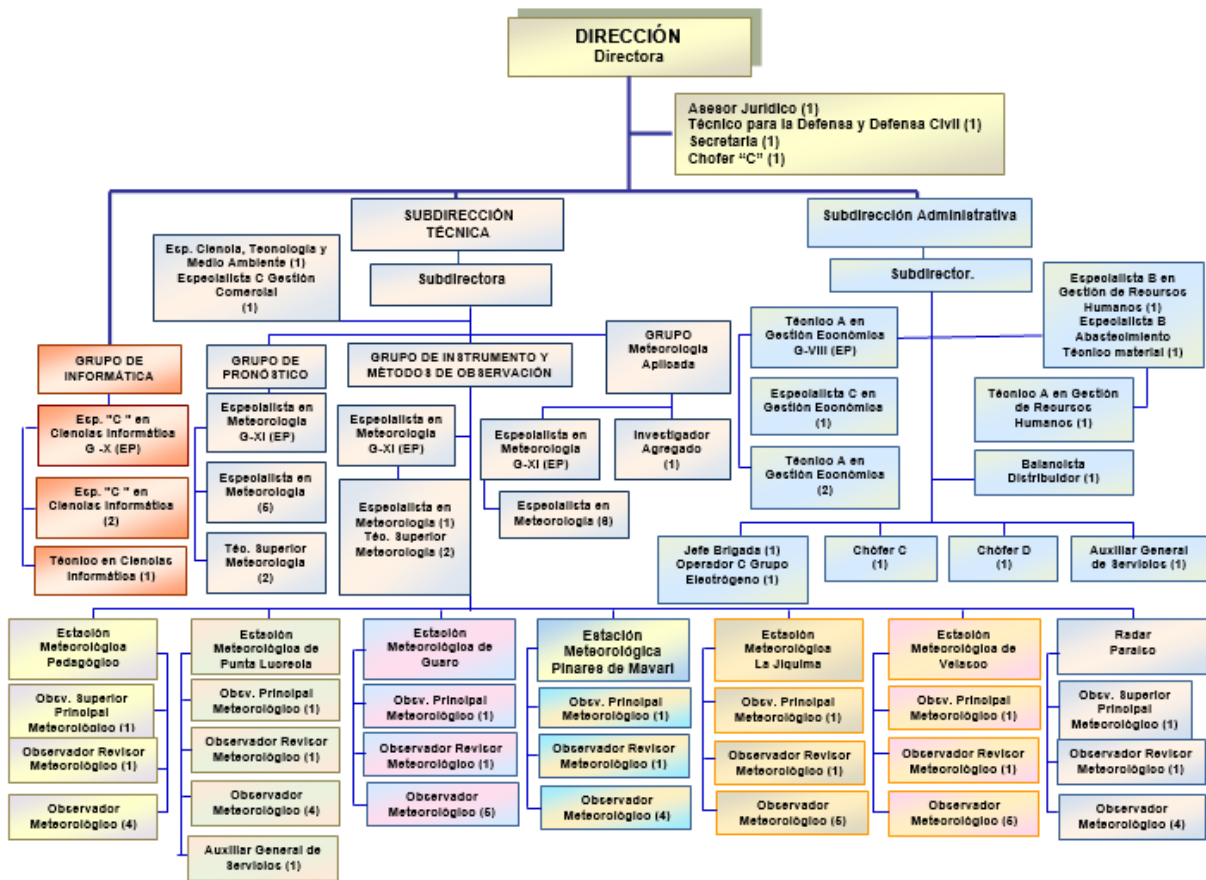 DIRECCIÓN
Directora
Asesor Jurídico (1)
Técnico para la Defensa y Defensa Civil (1)
Secretaria (1)
Chofer “C” (1)
SUBDIRECCIÓN
TÉCNICA
Subdirectora
Esp. Ciencia, Tecnología y
Medio Ambiente (1)
Especialista C Gestión
Comercial
(1)
Subdirección Administrativa
Subdirector.
Especialista B en
Gestión de Recursos
Humanos (1)
Especialista B
Abastecimiento
Técnico material (1)
GRUPO DE
INFORMÁTICA
Esp. "C " en
Ciencias Informática
G -X (EP)
Esp. "C " en
Ciencias Informática
(2)
Técnico en Ciencias
Informática (1)
GRUPO DE
PRONÓSTICO
Especialista en
Meteorología
G-XI (EP)
Especialista en
Meteorología
(5)
Téc. Superior
Meteorología
(2)
GRUPO DE INSTRUMENTO Y
MÉTODOS DE OBSERVACIÓN
Especialista en
Meteorología
G-XI (EP)
Especialista en
Meteorología (1)
Téc. Superior
Meteorología (2)
GRUPO
Meteorología
Aplicada
Especialista en
Meteorología
G-XI (EP)
Especialista en
Meteorología (6)
Investigador
Agregado
(1)
Técnico A en
Gestión Económica
G-VIII (EP)
Especialista C en
Gestión Económica
(1)
Técnico A en
Gestión Económica
(2)
Técnico A en Gestión
de Recursos
Humanos (1)
Balancista
Distribuidor (1)
Jefe Brigada (1)
Operador C Grupo
Electrógeno (1)
Chófer C
(1)
Chófer D
(1)
Auxiliar General
de Servicios (1)
Estación
Meteorológica
Pedagógico
Obsv. Superior
Principal
Meteorológico (1)
Observador Revisor
Meteorológico (1)
Observador
Meteorológico (4)
Estación
Meteorológica de
Punta Lucrecia
Obsv. Principal
Meteorológico (1)
Observador Revisor
Meteorológico (1)
Observador
Meteorológico (4)
Auxiliar General de
Servicios (1)
Estación
Meteorológica de
Guaro
Obsv. Principal
Meteorológico (1)
Observador Revisor
Meteorológico (1)
Observador
Meteorológico (5)
Estación
Meteorológica
Pinares de Mayarí
Obsv. Principal
Meteorológico (1)
Observador Revisor
Meteorológico (1)
Observador
Meteorológico (4)
Estación
Meteorológica
La Jíquima
Obsv. Principal
Meteorológico (1)
Observador Revisor
Meteorológico (1)
Observador
Meteorológico (5)
Estación
Meteorológica de
Velasco
Obsv. Principal
Meteorológico (1)
Observador Revisor
Meteorológico (1)
Observador
Meteorológico (5)
Radar
Paraíso
Obsv. Superior
Principal
Meteorológico (1)
Observador Revisor
Meteorológico (1)
Observador
Meteorológico (4)